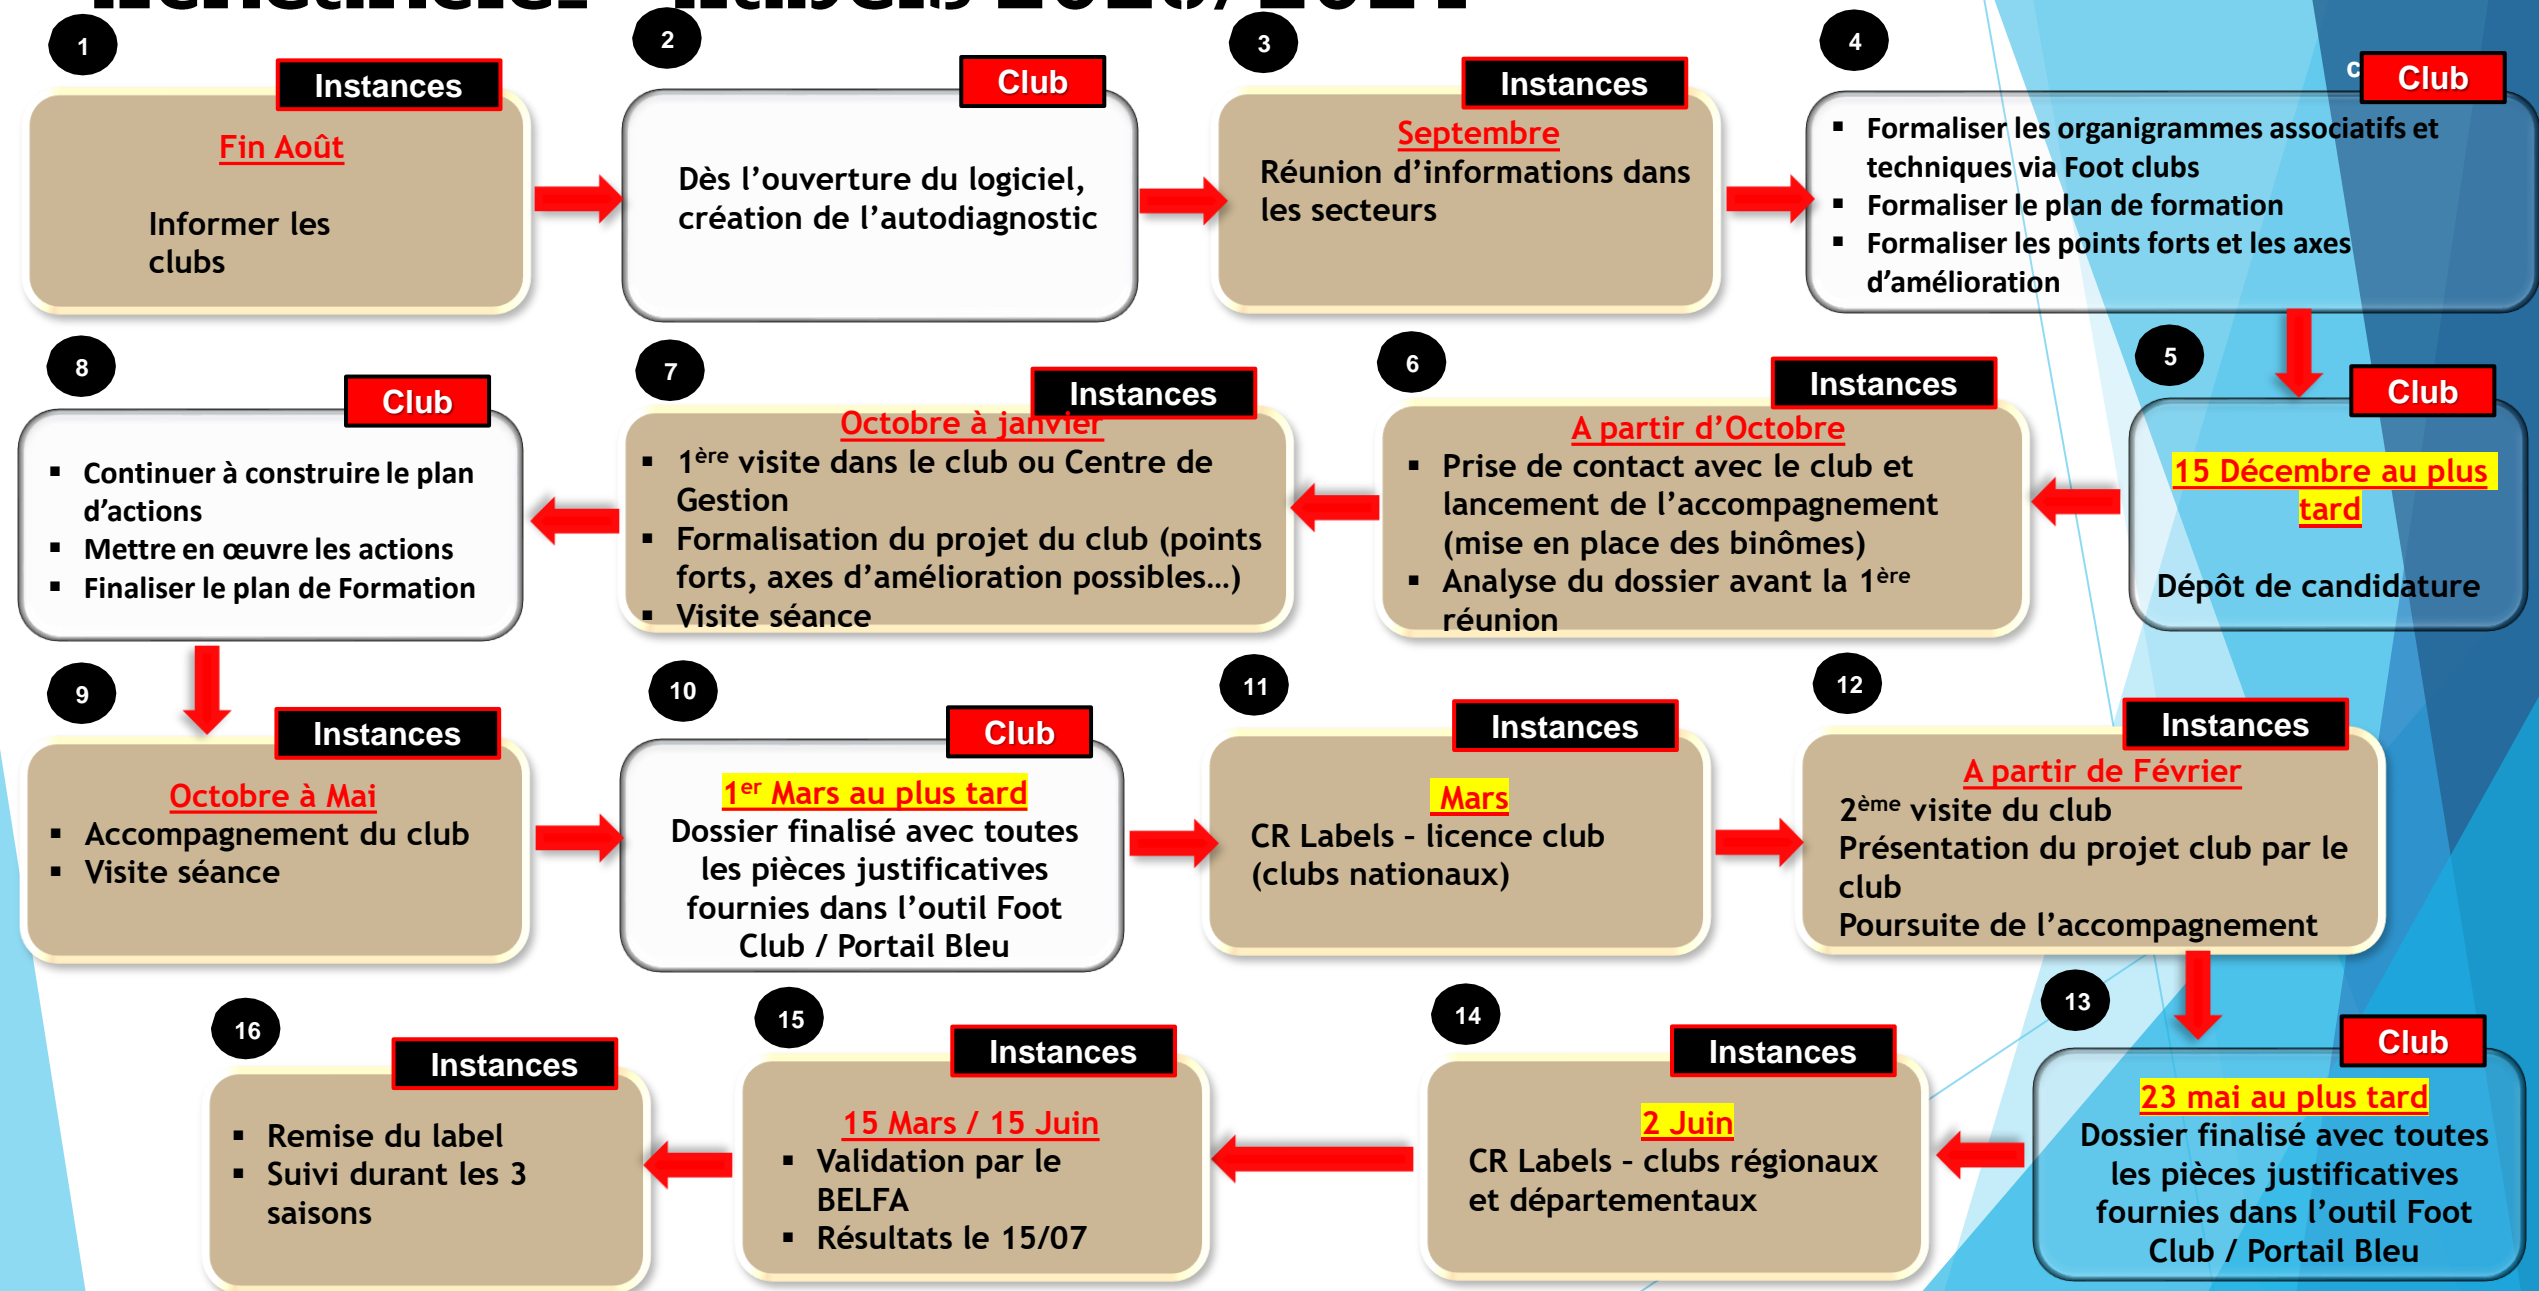 1
Instances
Fin Août
Informer les
clubs
2
Club
Dès l’ouverture du logiciel,
création de l’autodiagnostic
3
Instances
Septembre
Réunion d’informations dans
les secteurs
4
c
Club
▪ Formaliser les organigrammes associatifs et
techniques via Foot clubs
▪ Formaliser le plan de formation
▪ Formaliser les points forts et les axes
d’amélioration
5
Club
15 Décembre au plus
tard
Dépôt de candidature
6
Instances
A partir d’Octobre
▪ Prise de contact avec le club et
lancement de l’accompagnement
(mise en place des binômes)
▪ Analyse du dossier avant la 1ère
réunion
7
Instances
Octobre à janvier
▪ 1ère visite dans le club ou Centre de
Gestion
▪ Formalisation du projet du club (points
forts, axes d’amélioration possibles…)
▪ Visite séance
8
Club
▪ Continuer à construire le plan
d’actions
▪ Mettre en œuvre les actions
▪ Finaliser le plan de Formation
9
Instances
Octobre à Mai
▪ Accompagnement du club
▪ Visite séance
10
Club
1er Mars au plus tard
Dossier finalisé avec toutes
les pièces justificatives
fournies dans l’outil Foot
Club / Portail Bleu
11
Instances
Mars
CR Labels – licence club
(clubs nationaux)
12
Instances
A partir de Février
2ème visite du club
Présentation du projet club par le
club
Poursuite de l’accompagnement
13
Club
23 mai au plus tard
Dossier finalisé avec toutes
les pièces justificatives
fournies dans l’outil Foot
Club / Portail Bleu
14
Instances
2 Juin
CR Labels – clubs régionaux
et départementaux
15
Instances
15 Mars / 15 Juin
▪ Validation par le
BELFA
▪ Résultats le 15/07
16
Instances
▪ Remise du label
▪ Suivi durant les 3
saisons